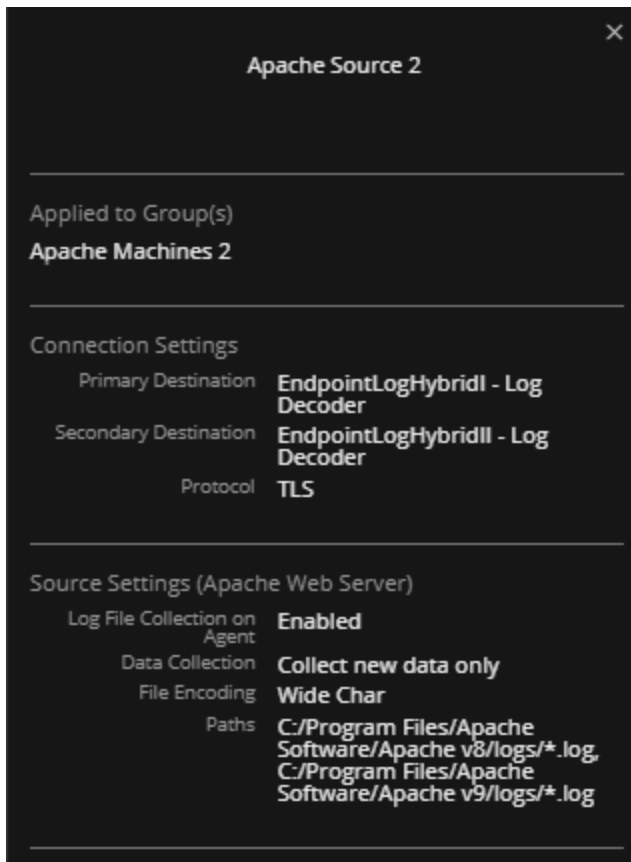 Apache Source 2
Applied to Group(s)
Apache Machines 2
Connection Settings
Primary Destination EndpointLogHybridI - Log
Decoder
Secondary Destination EndpointLogHybridII - Log
Decoder
Protocol TLS
Source Settings (Apache Web Server)
Log File Collection on
Agent Enabled
Data Collection Collect new data only
File Encoding Wide Char
Paths C:/Program Files/Apache
Software/Apache v8/logs/*.log,
C:/Program Files/Apache
Software/Apache v9/logs/*.log